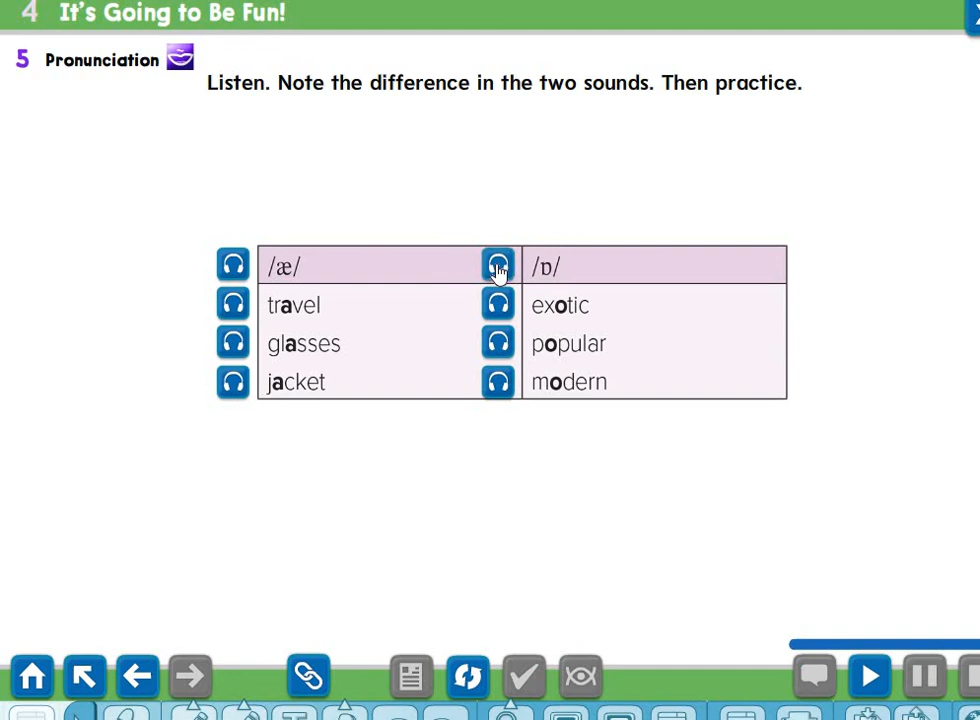 4 It's Going to Be Fun!
5 Pronunciation
Listen. Note the difference in the two sounds. Then practice.
/æ/ /ɒ/
travel exotic
glasses popular
jacket modern